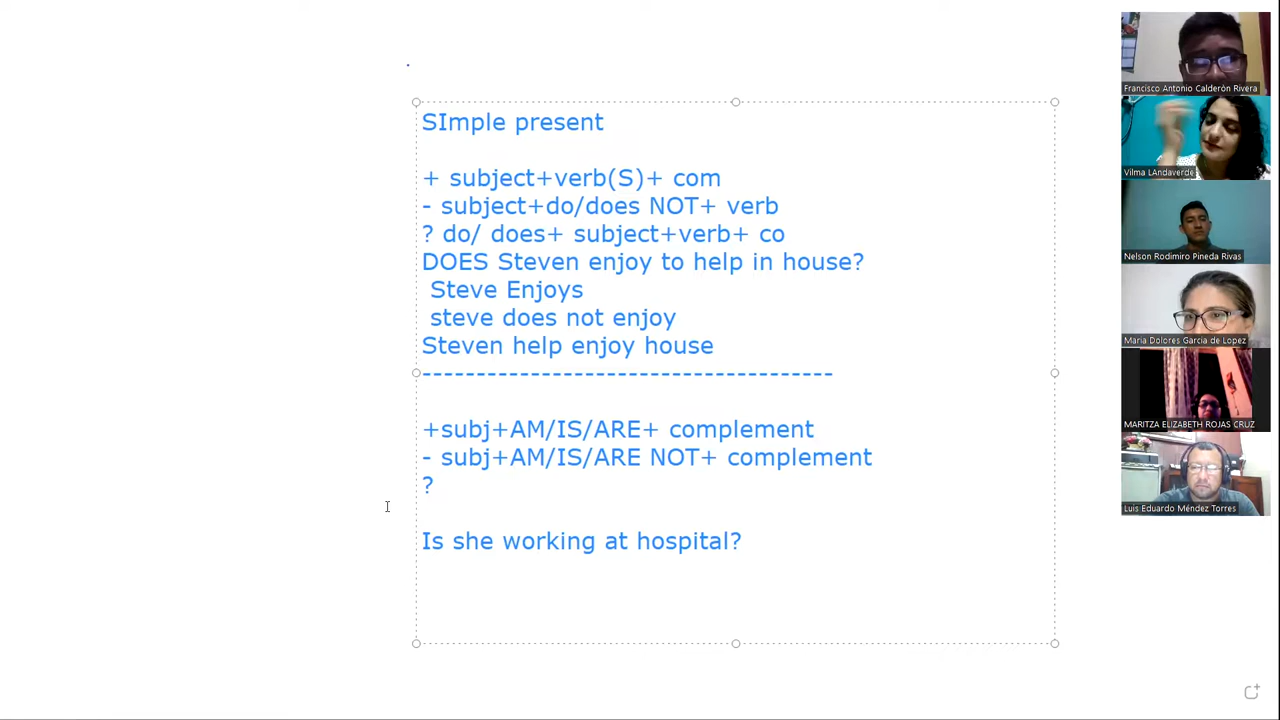 SImple present
+ subject+verb(S)+ com
- subject+do/does NOT+ verb
? do/ does+ subject+verb+ co
DOES Steven enjoy to help in house?
Steve Enjoys
steve does not enjoy
Steven help enjoy house
-------------------------------------
+subj+AM/IS/ARE+ complement
- subj+AM/IS/ARE NOT+ complement
?
Is she working at hospital?
Francisco Antonio Calderón Rivera
Vilma LAndaverde
Nelson Rodimiro Pineda Rivas
Maria Dolores Garcia de Lopez
MARITZA ELIZABETH ROJAS CRUZ
Luis Eduardo Méndez Torres